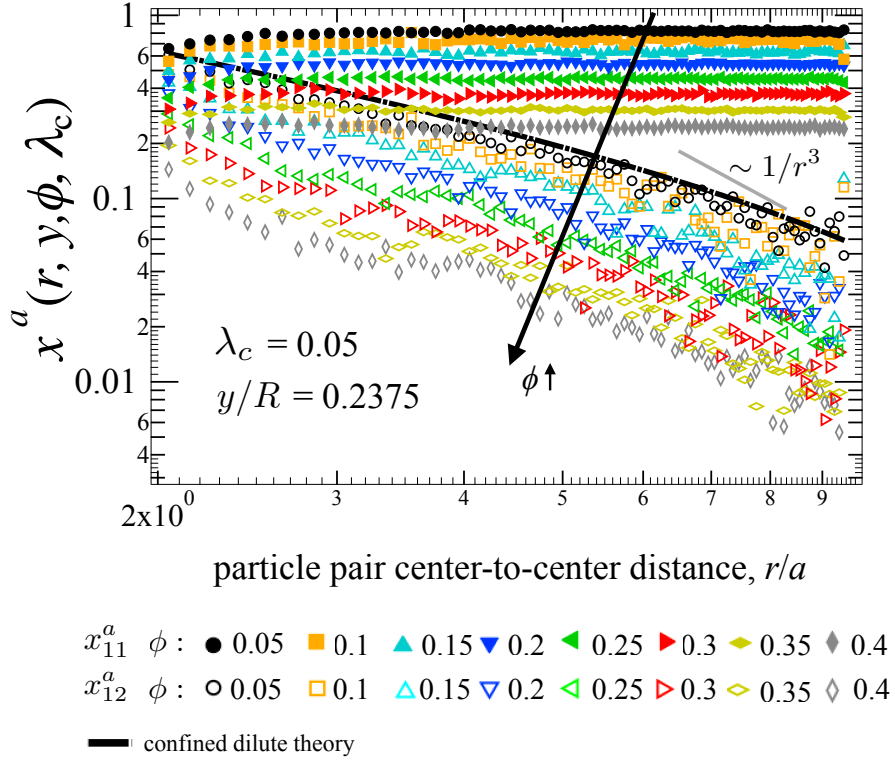 1
6
4
2
0.1
6
4
2
0.01
6
4
x^a (r, y,ϕ, λ_c)
∼ 1/r³
λ_c = 0.05
y/R = 0.2375
ϕ↑
2x10⁰
3
4
5
6
7
8
9
particle pair center-to-center distance, r/a
x^a_11 ϕ : 0.05 0.1 0.15 0.2 0.25 0.3 0.35 0.4
x^a_12 ϕ : 0.05 0.1 0.15 0.2 0.25 0.3 0.35 0.4
confined dilute theory